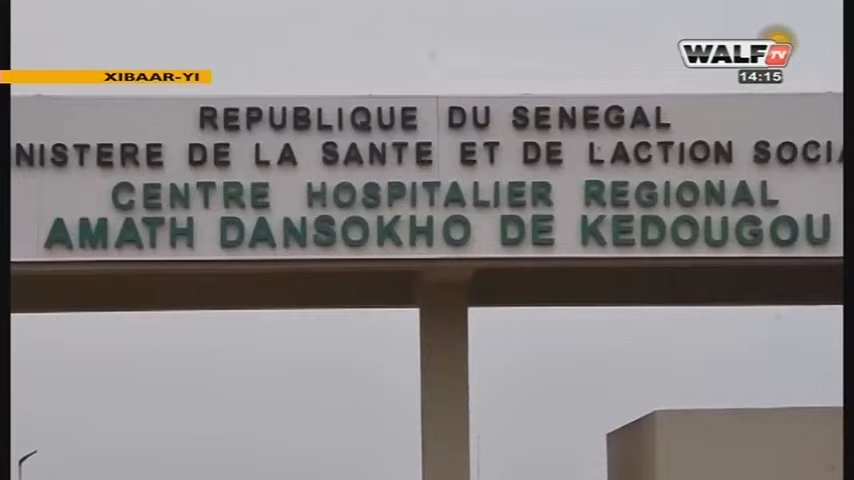 WALF TV
14:15
XIBAAR-YI
REPUBLIQUE DU SENEGAL
NISTERE DE LA SANTE ET DE L'ACTION SOCIA
CENTRE HOSPITALIER REGIONAL
AMATH DANSOKHO DE KEDOUGOU